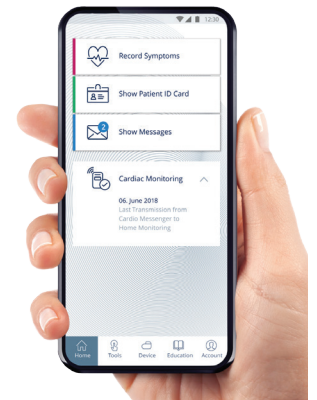 12:30
Record Symptoms
Show Patient ID Card
2
Show Messages
Cardiac Monitoring
06. June 2018
Last Transmission from
Cardio Messenger to
Home Monitoring
Home Tools Device Education Account